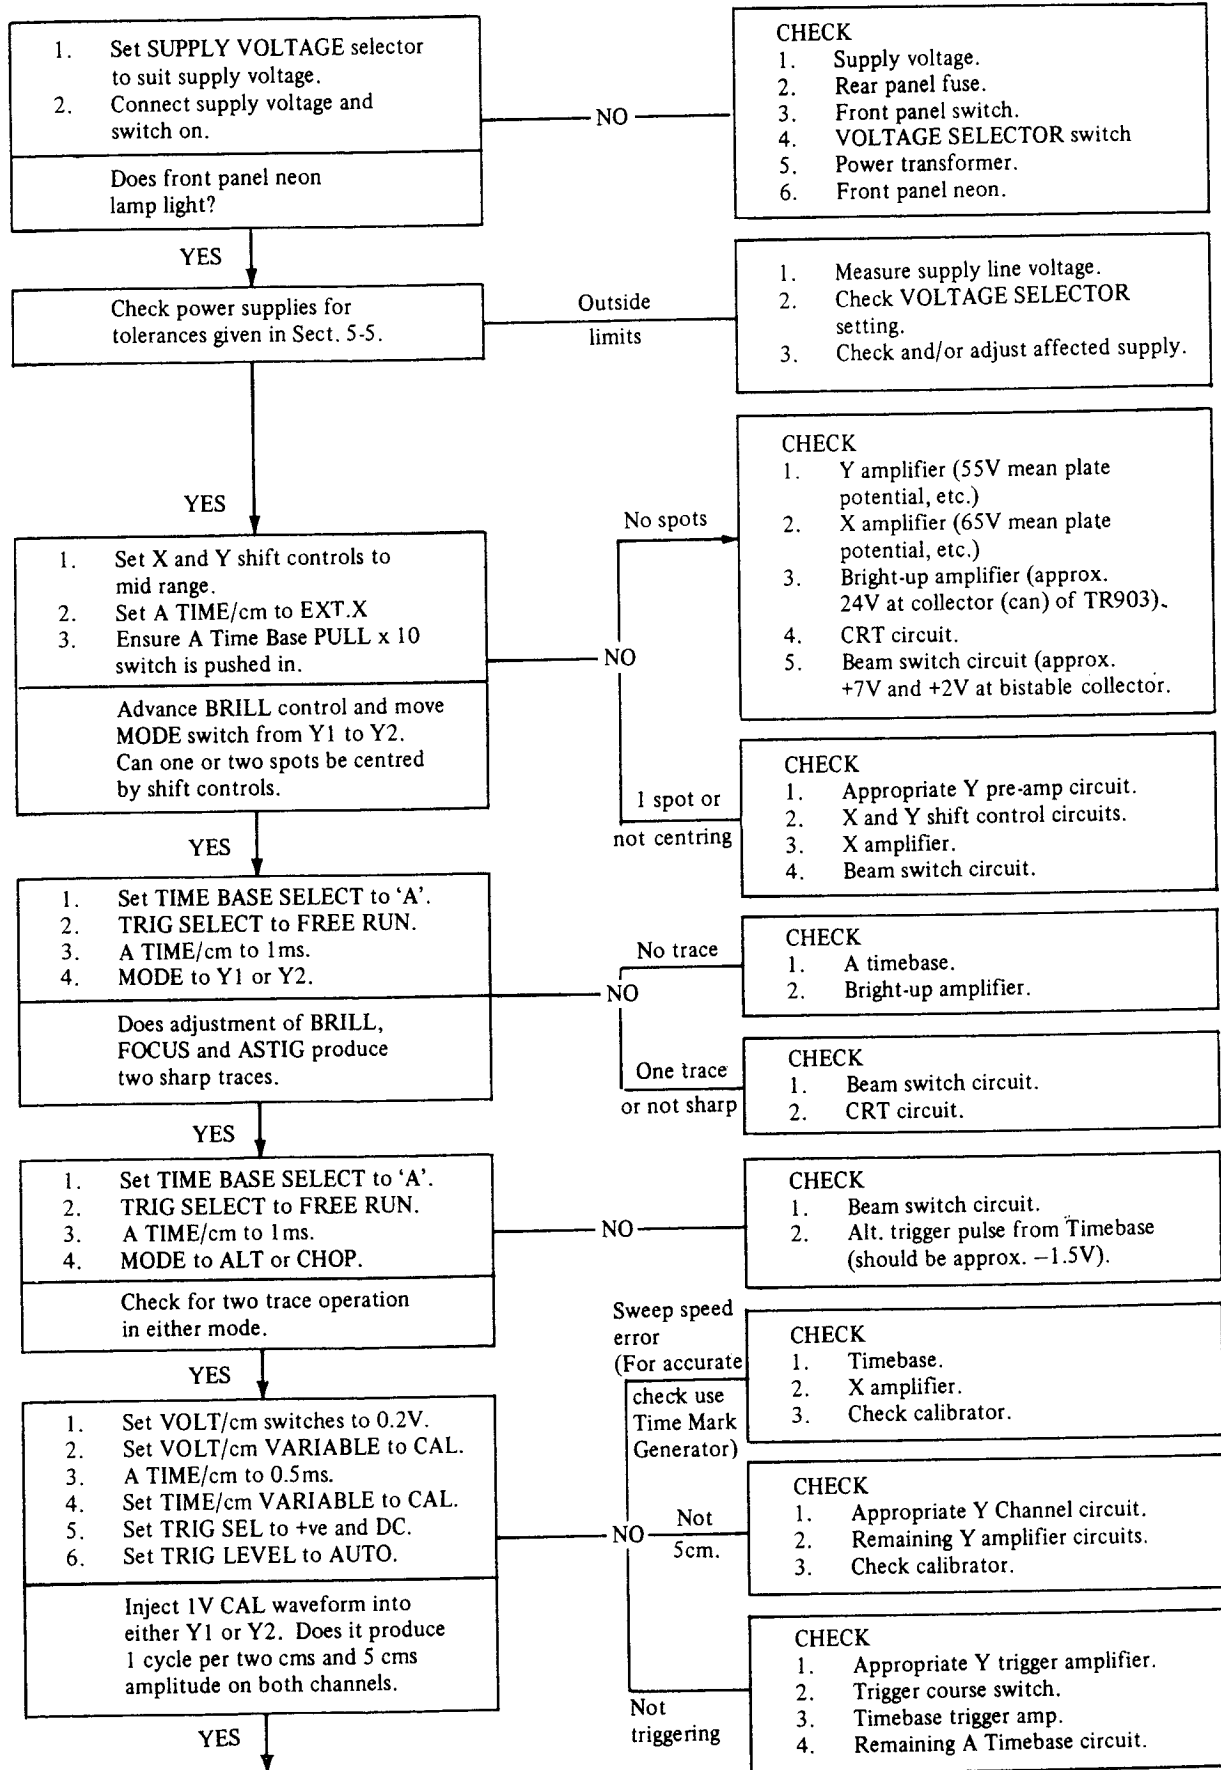 1. Set SUPPLY VOLTAGE selector
to suit supply voltage.
2. Connect supply voltage and
switch on.
Does front panel neon
lamp light?
NO
CHECK
1. Supply voltage.
2. Rear panel fuse.
3. Front panel switch.
4. VOLTAGE SELECTOR switch
5. Power transformer.
6. Front panel neon.
YES
Check power supplies for
tolerances given in Sect. 5-5.
Outside
limits
1. Measure supply line voltage.
2. Check VOLTAGE SELECTOR
setting.
3. Check and/or adjust affected supply.
YES
1. Set X and Y shift controls to
mid range.
2. Set A TIME/cm to EXT.X
3. Ensure A Time Base PULL x 10
switch is pushed in.
Advance BRILL control and move
MODE switch from Y1 to Y2.
Can one or two spots be centred
by shift controls.
NO
No spots
CHECK
1. Y amplifier (55V mean plate
potential, etc.)
2. X amplifier (65V mean plate
potential, etc.)
3. Bright-up amplifier (approx.
24V at collector (can) of TR903).
4. CRT circuit.
5. Beam switch circuit (approx.
+7V and +2V at bistable collector.
1 spot or
not centring
CHECK
1. Appropriate Y pre-amp circuit.
2. X and Y shift control circuits.
3. X amplifier.
4. Beam switch circuit.
YES
1. Set TIME BASE SELECT to ‘A’.
2. TRIG SELECT to FREE RUN.
3. A TIME/cm to 1ms.
4. MODE to Y1 or Y2.
Does adjustment of BRILL,
FOCUS and ASTIG produce
two sharp traces.
NO
No trace
CHECK
1. A timebase.
2. Bright-up amplifier.
One trace
or not sharp
CHECK
1. Beam switch circuit.
2. CRT circuit.
YES
1. Set TIME BASE SELECT to ‘A’.
2. TRIG SELECT to FREE RUN.
3. A TIME/cm to 1ms.
4. MODE to ALT or CHOP.
Check for two trace operation
in either mode.
NO
CHECK
1. Beam switch circuit.
2. Alt. trigger pulse from Timebase
(should be approx. −1.5V).
YES
1. Set VOLT/cm switches to 0.2V.
2. Set VOLT/cm VARIABLE to CAL.
3. A TIME/cm to 0.5ms.
4. Set TIME/cm VARIABLE to CAL.
5. Set TRIG SEL to +ve and DC.
6. Set TRIG LEVEL to AUTO.
Inject 1V CAL waveform into
either Y1 or Y2. Does it produce
1 cycle per two cms and 5 cms
amplitude on both channels.
NO
Sweep speed
error
(For accurate
check use
Time Mark
Generator)
CHECK
1. Timebase.
2. X amplifier.
3. Check calibrator.
Not
5cm.
CHECK
1. Appropriate Y Channel circuit.
2. Remaining Y amplifier circuits.
3. Check calibrator.
Not
triggering
CHECK
1. Appropriate Y trigger amplifier.
2. Trigger course switch.
3. Timebase trigger amp.
4. Remaining A Timebase circuit.
YES